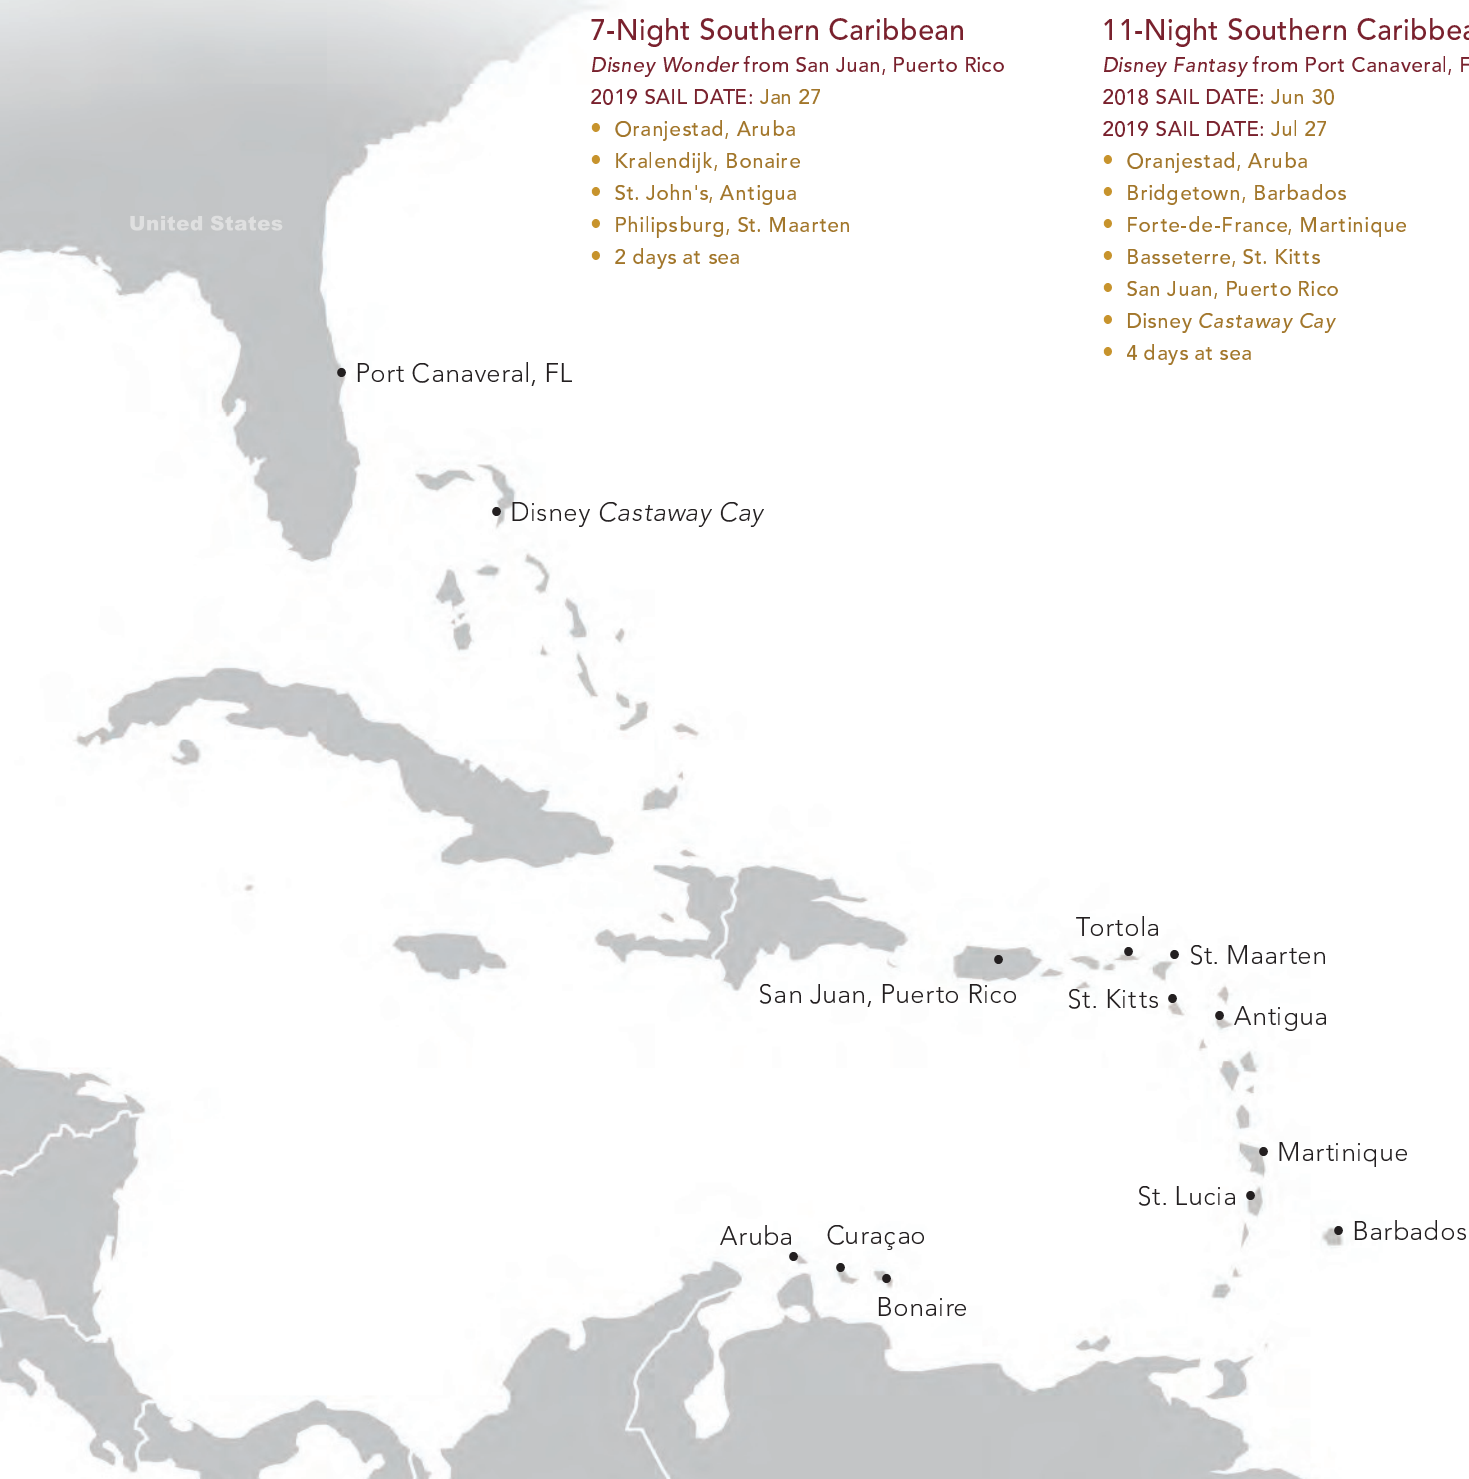 7-Night Southern Caribbean
Disney Wonder from San Juan, Puerto Rico
2019 SAIL DATE: Jan 27
• Oranjestad, Aruba
• Kralendijk, Bonaire
• St. John's, Antigua
• Philipsburg, St. Maarten
• 2 days at sea
11-Night Southern Caribbea
Disney Fantasy from Port Canaveral, F
2018 SAIL DATE: Jun 30
2019 SAIL DATE: Jul 27
• Oranjestad, Aruba
• Bridgetown, Barbados
• Forte-de-France, Martinique
• Basseterre, St. Kitts
• San Juan, Puerto Rico
• Disney Castaway Cay
• 4 days at sea
United States
Port Canaveral, FL
Disney Castaway Cay
Tortola
St. Maarten
San Juan, Puerto Rico
St. Kitts
Antigua
Martinique
St. Lucia
Barbados
Aruba
Curaçao
Bonaire